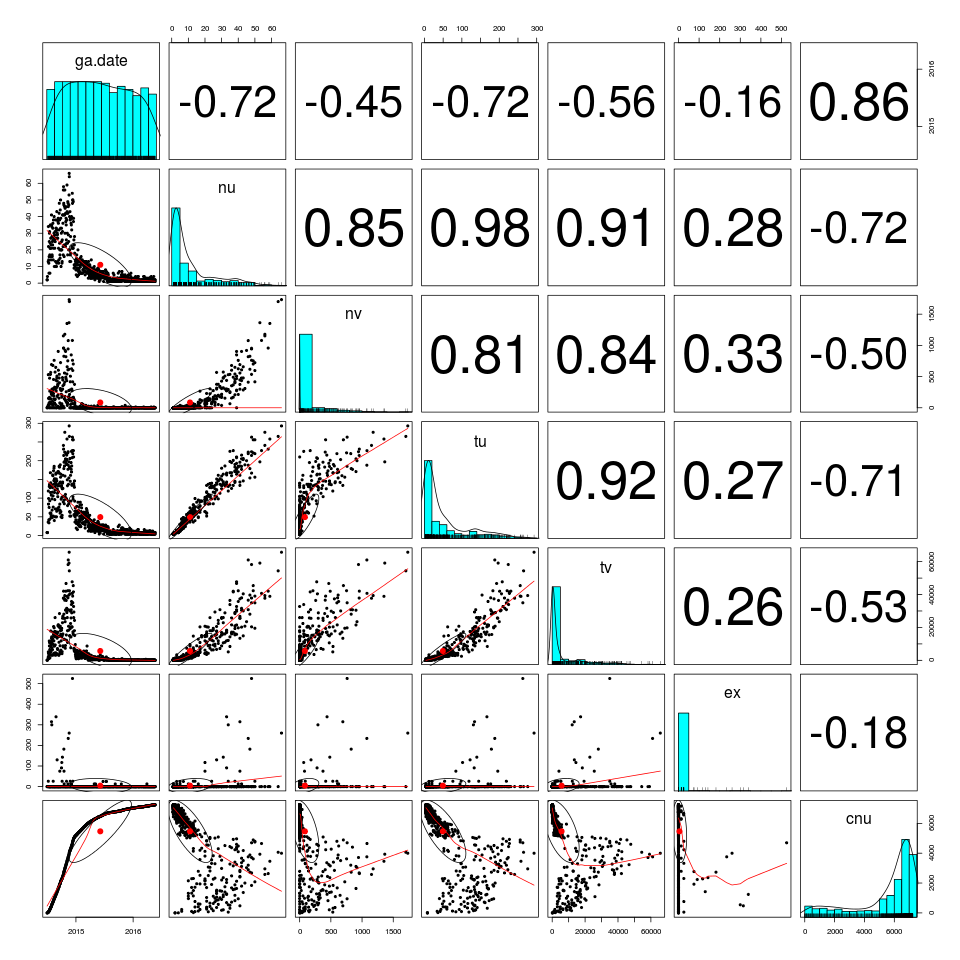 0 10 20 30 40 50 60
0 50 100 200 300
0 100 300 500
ga.date
-0.72
-0.45
-0.72
-0.56
-0.16
0.86
2015 2016
0 10 20 30 40 50 60
nu
0.85
0.98
0.91
0.28
-0.72
nv
0.81
0.84
0.33
-0.50
0 500 1000 1500
0 50 100 200 300
tu
0.92
0.27
-0.71
tv
0.26
-0.53
0 20000 40000 60000
0 100 200 300 400 500
ex
-0.18
cnu
0 2000 4000 6000
2015 2016
0 500 1000 1500
0 20000 40000 60000
0 2000 4000 6000